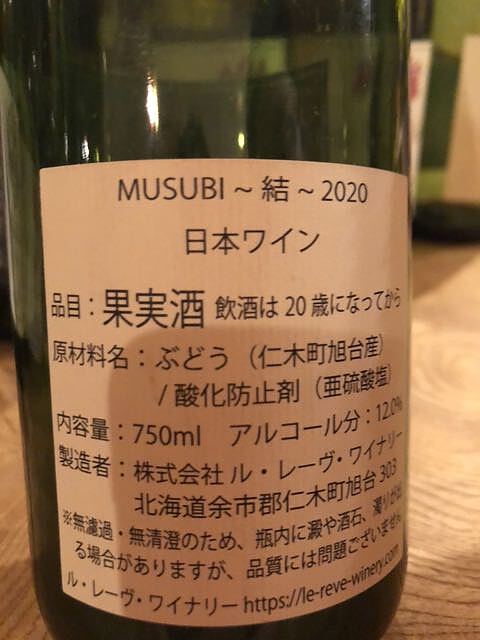 MUSUBI ~ 結 ~ 2020
日本ワイン
品目：果実酒 飲酒は 20 歳になってから
原材料名：ぶどう（仁木町旭台産）
/ 酸化防止剤（亜硫酸塩）
内容量：750ml アルコール分：12.0%
製造者：株式会社 ル・レーヴ・ワイナリー
北海道余市郡仁木町旭台 303
※無濾過・無清澄のため、瓶内に澱や酒石、濁りが出
る場合がありますが、品質には問題ございません
ル・レーヴ・ワイナリー https://le-reve-winery.com